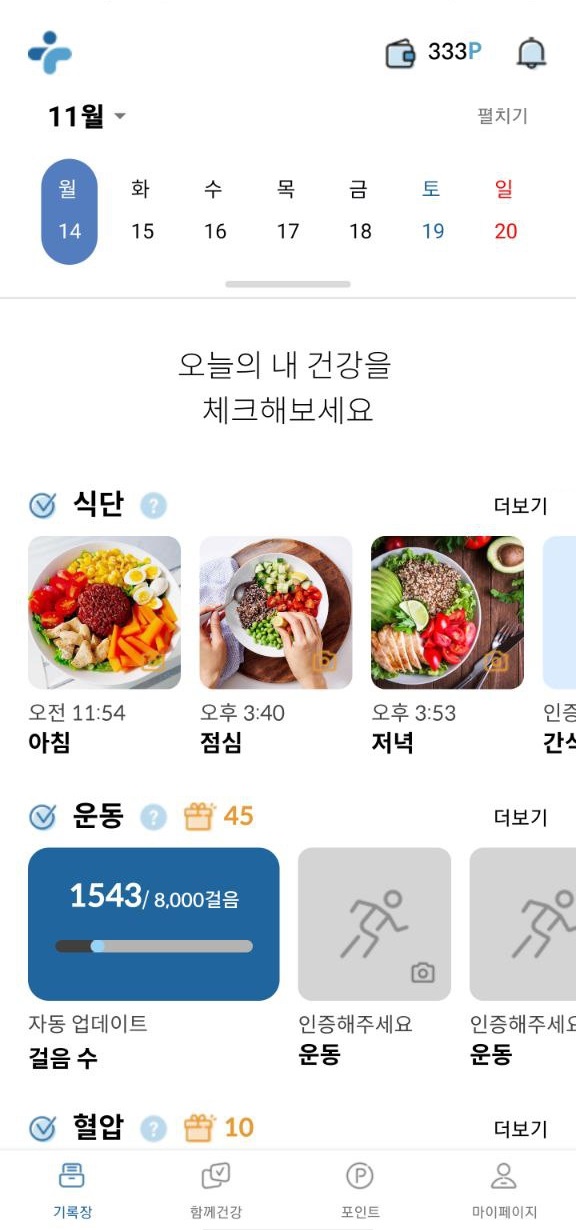 333P
11월
펼치기
월 화 수 목 금 토 일
14 15 16 17 18 19 20
오늘의 내 건강을
체크해보세요
식단 ? 더보기
오전 11:54 오후 3:40 오후 3:53 인증
아침 점심 저녁 간식
운동 ? 45 더보기
1543/ 8,000걸음
자동 업데이트 인증해주세요 인증해주세요
걸음 수 운동 운동
혈압 ? 10 더보기
P
기록장 함께건강 포인트 마이페이지